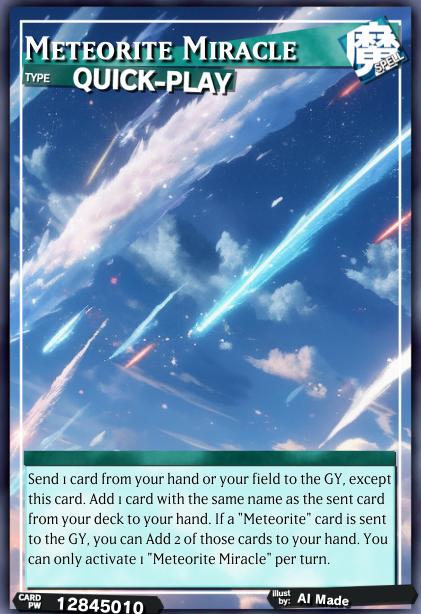 METEORITE MIRACLE
魔
SPELL
TYPE QUICK-PLAY
Send 1 card from your hand or your field to the GY, except
this card. Add 1 card with the same name as the sent card
from your deck to your hand. If a "Meteorite" card is sent
to the GY, you can Add 2 of those cards to your hand. You
can only activate 1 "Meteorite Miracle" per turn.
CARD PW 12845010
illust by: AI Made